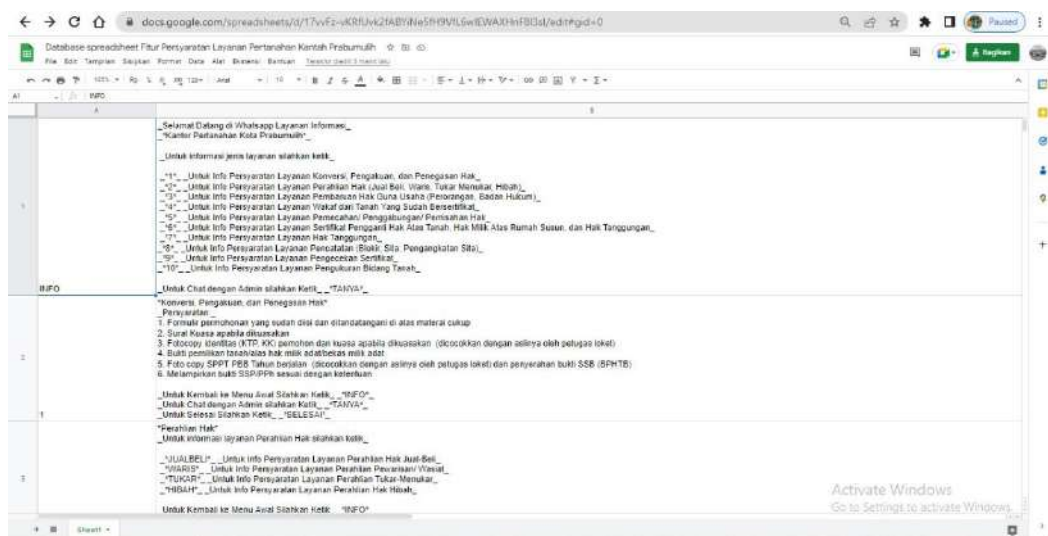 Paused
Database spreadsheet Fitur Persyaratan Layanan Pertanahan Kantah Prabumulih
File Edit Tampilan Sisipkan Format Data Alat Ekstensi Bantuan
Bagikan
A1 INFO
A B
_Selamat Datang di Whatsapp Layanan Informasi_
_*Kantor Pertanahan Kota Prabumulih*_
_Untuk informasi jenis layanan silahkan ketik_
_*1*_ _Untuk Info Persyaratan Layanan Konversi, Pengakuan, dan Penegasan Hak_
_*2*_ _Untuk Info Persyaratan Layanan Peralihan Hak (Jual Beli, Waris, Tukar Menukar, Hibah)_
_*3*_ _Untuk Info Persyaratan Layanan Pembaruan Hak Guna Usaha (Perorangan, Badan Hukum)_
_*4*_ _Untuk Info Persyaratan Layanan Wakaf dari Tanah Yang Sudah Bersertifikat_
_*5*_ _Untuk Info Persyaratan Layanan Pemecahan/ Penggabungan/ Pemisahan Hak_
_*6*_ _Untuk Info Persyaratan Layanan Sertifikat Pengganti Hak Atas Tanah, Hak Milik Atas Rumah Susun, dan Hak Tanggungan_
_*7*_ _Untuk Info Persyaratan Layanan Hak Tanggungan_
_*8*_ _Untuk Info Persyaratan Layanan Pencatatan (Blokir, Sita, Pengangkatan Sita)_
_*9*_ _Untuk Info Persyaratan Layanan Pengecekan Sertifikat_
_*10*_ _Untuk Info Persyaratan Layanan Pengukuran Bidang Tanah_
INFO _Untuk Chat dengan Admin silahkan Ketik_ _*TANYA*_
*Konversi, Pengakuan, dan Penegasan Hak*
_Persyaratan_
1. Formulir permohonan yang sudah diisi dan ditandatangani di atas materai cukup
2. Surat Kuasa apabila dikuasakan
3. Fotocopy identitas (KTP, KK) pemohon dan kuasa apabila dikuasakan (dicocokkan dengan aslinya oleh petugas loket)
4. Bukti pemilikan tanah/alas hak milik adat/bekas milik adat
5. Foto copy SPPT PBB Tahun berjalan (dicocokkan dengan aslinya oleh petugas loket) dan penyerahan bukti SSB (BPHTB)
6. Melampirkan bukti SSP/PPh sesuai dengan ketentuan
_Untuk Kembali ke Menu Awal Silahkan Ketik_ _*INFO*_
_Untuk Chat dengan Admin silahkan Ketik_ _*TANYA*_
1 _Untuk Selesai Silahkan Ketik_ _*SELESAI*_
*Peralihan Hak*
_Untuk informasi layanan Peralihan Hak silahkan ketik_
_*JUALBELI*_ _Untuk Info Persyaratan Layanan Peralihan Hak Jual-Beli_
_*WARIS*_ _Untuk Info Persyaratan Layanan Peralihan Pewarisan/ Wasiat_
_*TUKAR*_ _Untuk Info Persyaratan Layanan Peralihan Tukar-Menukar_
_*HIBAH*_ _Untuk Info Persyaratan Layanan Peralihan Hak Hibah_
_Untuk Kembali ke Menu Awal Silahkan Ketik_ _*INFO*_
Activate Windows
Go to Settings to activate Windows.
Sheet1